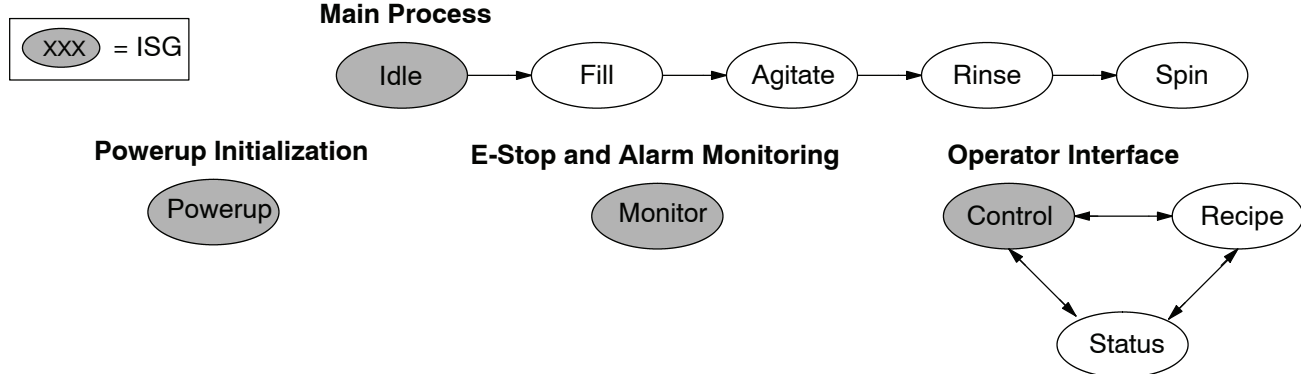 Main Process
xxx = ISG
Idle Fill Agitate Rinse Spin
Powerup Initialization E-Stop and Alarm Monitoring Operator Interface
Powerup Monitor Control Recipe
Status